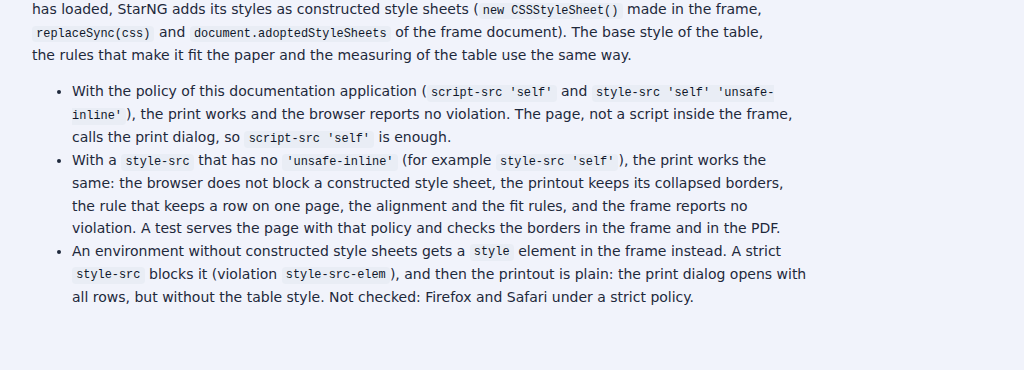 has loaded, StarNG adds its styles as constructed style sheets ( new CSSStyleSheet() made in the frame,
replaceSync(css) and document.adoptedStyleSheets of the frame document). The base style of the table,
the rules that make it fit the paper and the measuring of the table use the same way.
• With the policy of this documentation application ( script-src 'self' and style-src 'self' 'unsafe-
inline' ), the print works and the browser reports no violation. The page, not a script inside the frame,
calls the print dialog, so script-src 'self' is enough.
• With a style-src that has no 'unsafe-inline' (for example style-src 'self' ), the print works the
same: the browser does not block a constructed style sheet, the printout keeps its collapsed borders,
the rule that keeps a row on one page, the alignment and the fit rules, and the frame reports no
violation. A test serves the page with that policy and checks the borders in the frame and in the PDF.
• An environment without constructed style sheets gets a style element in the frame instead. A strict
style-src blocks it (violation style-src-elem ), and then the printout is plain: the print dialog opens with
all rows, but without the table style. Not checked: Firefox and Safari under a strict policy.